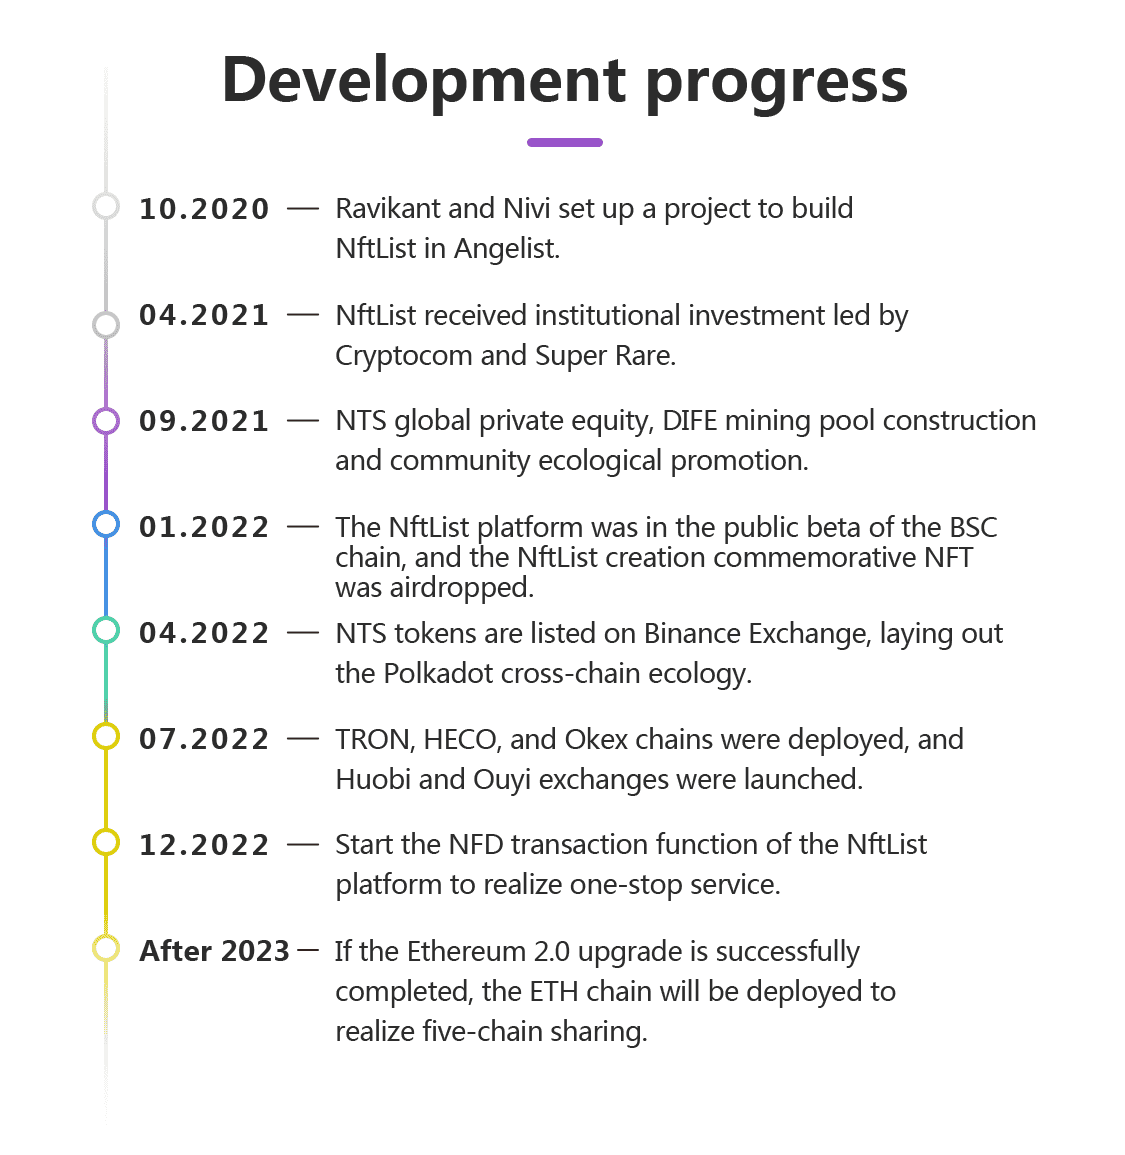 Development progress
10.2020 — Ravikant and Nivi set up a project to build
NftList in Angelist.
04.2021 — NftList received institutional investment led by
Cryptocom and Super Rare.
09.2021 — NTS global private equity, DIFE mining pool construction
and community ecological promotion.
01.2022 — The NftList platform was in the public beta of the BSC
chain, and the NftList creation commemorative NFT
was airdropped.
04.2022 — NTS tokens are listed on Binance Exchange, laying out
the Polkadot cross-chain ecology.
07.2022 — TRON, HECO, and Okex chains were deployed, and
Huobi and Ouyi exchanges were launched.
12.2022 — Start the NFD transaction function of the NftList
platform to realize one-stop service.
After 2023 — If the Ethereum 2.0 upgrade is successfully
completed, the ETH chain will be deployed to
realize five-chain sharing.